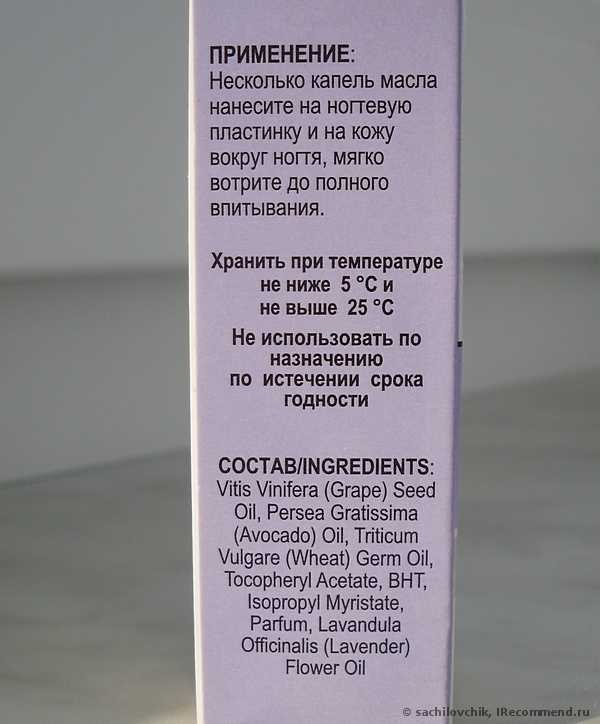 ПРИМЕНЕНИЕ:
Несколько капель масла
нанесите на ногтевую
пластинку и на кожу
вокруг ногтя, мягко
вотрите до полного
впитывания.
Хранить при температуре
не ниже 5 °C и
не выше 25 °C
Не использовать по
назначению
по истечении срока
годности
СОСТАВ/INGREDIENTS:
Vitis Vinifera (Grape) Seed
Oil, Persea Gratissima
(Avocado) Oil, Triticum
Vulgare (Wheat) Germ Oil,
Tocopheryl Acetate, BHT,
Isopropyl Myristate,
Parfum, Lavandula
Officinalis (Lavender)
Flower Oil
© sachilovchik, IRecommend.ru